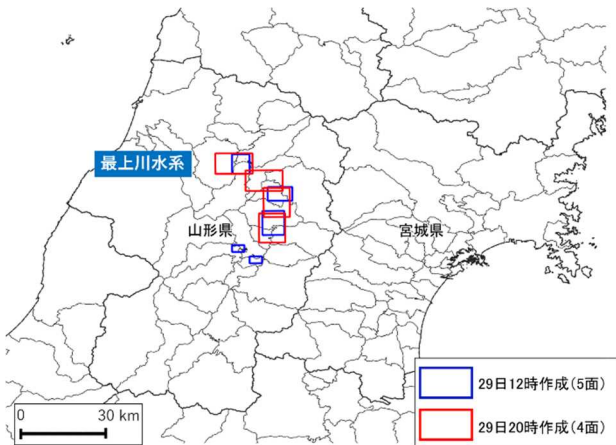 最上川水系
山形県
宮城県
29日12時作成(5面)
29日20時作成(4面)
0 30 km